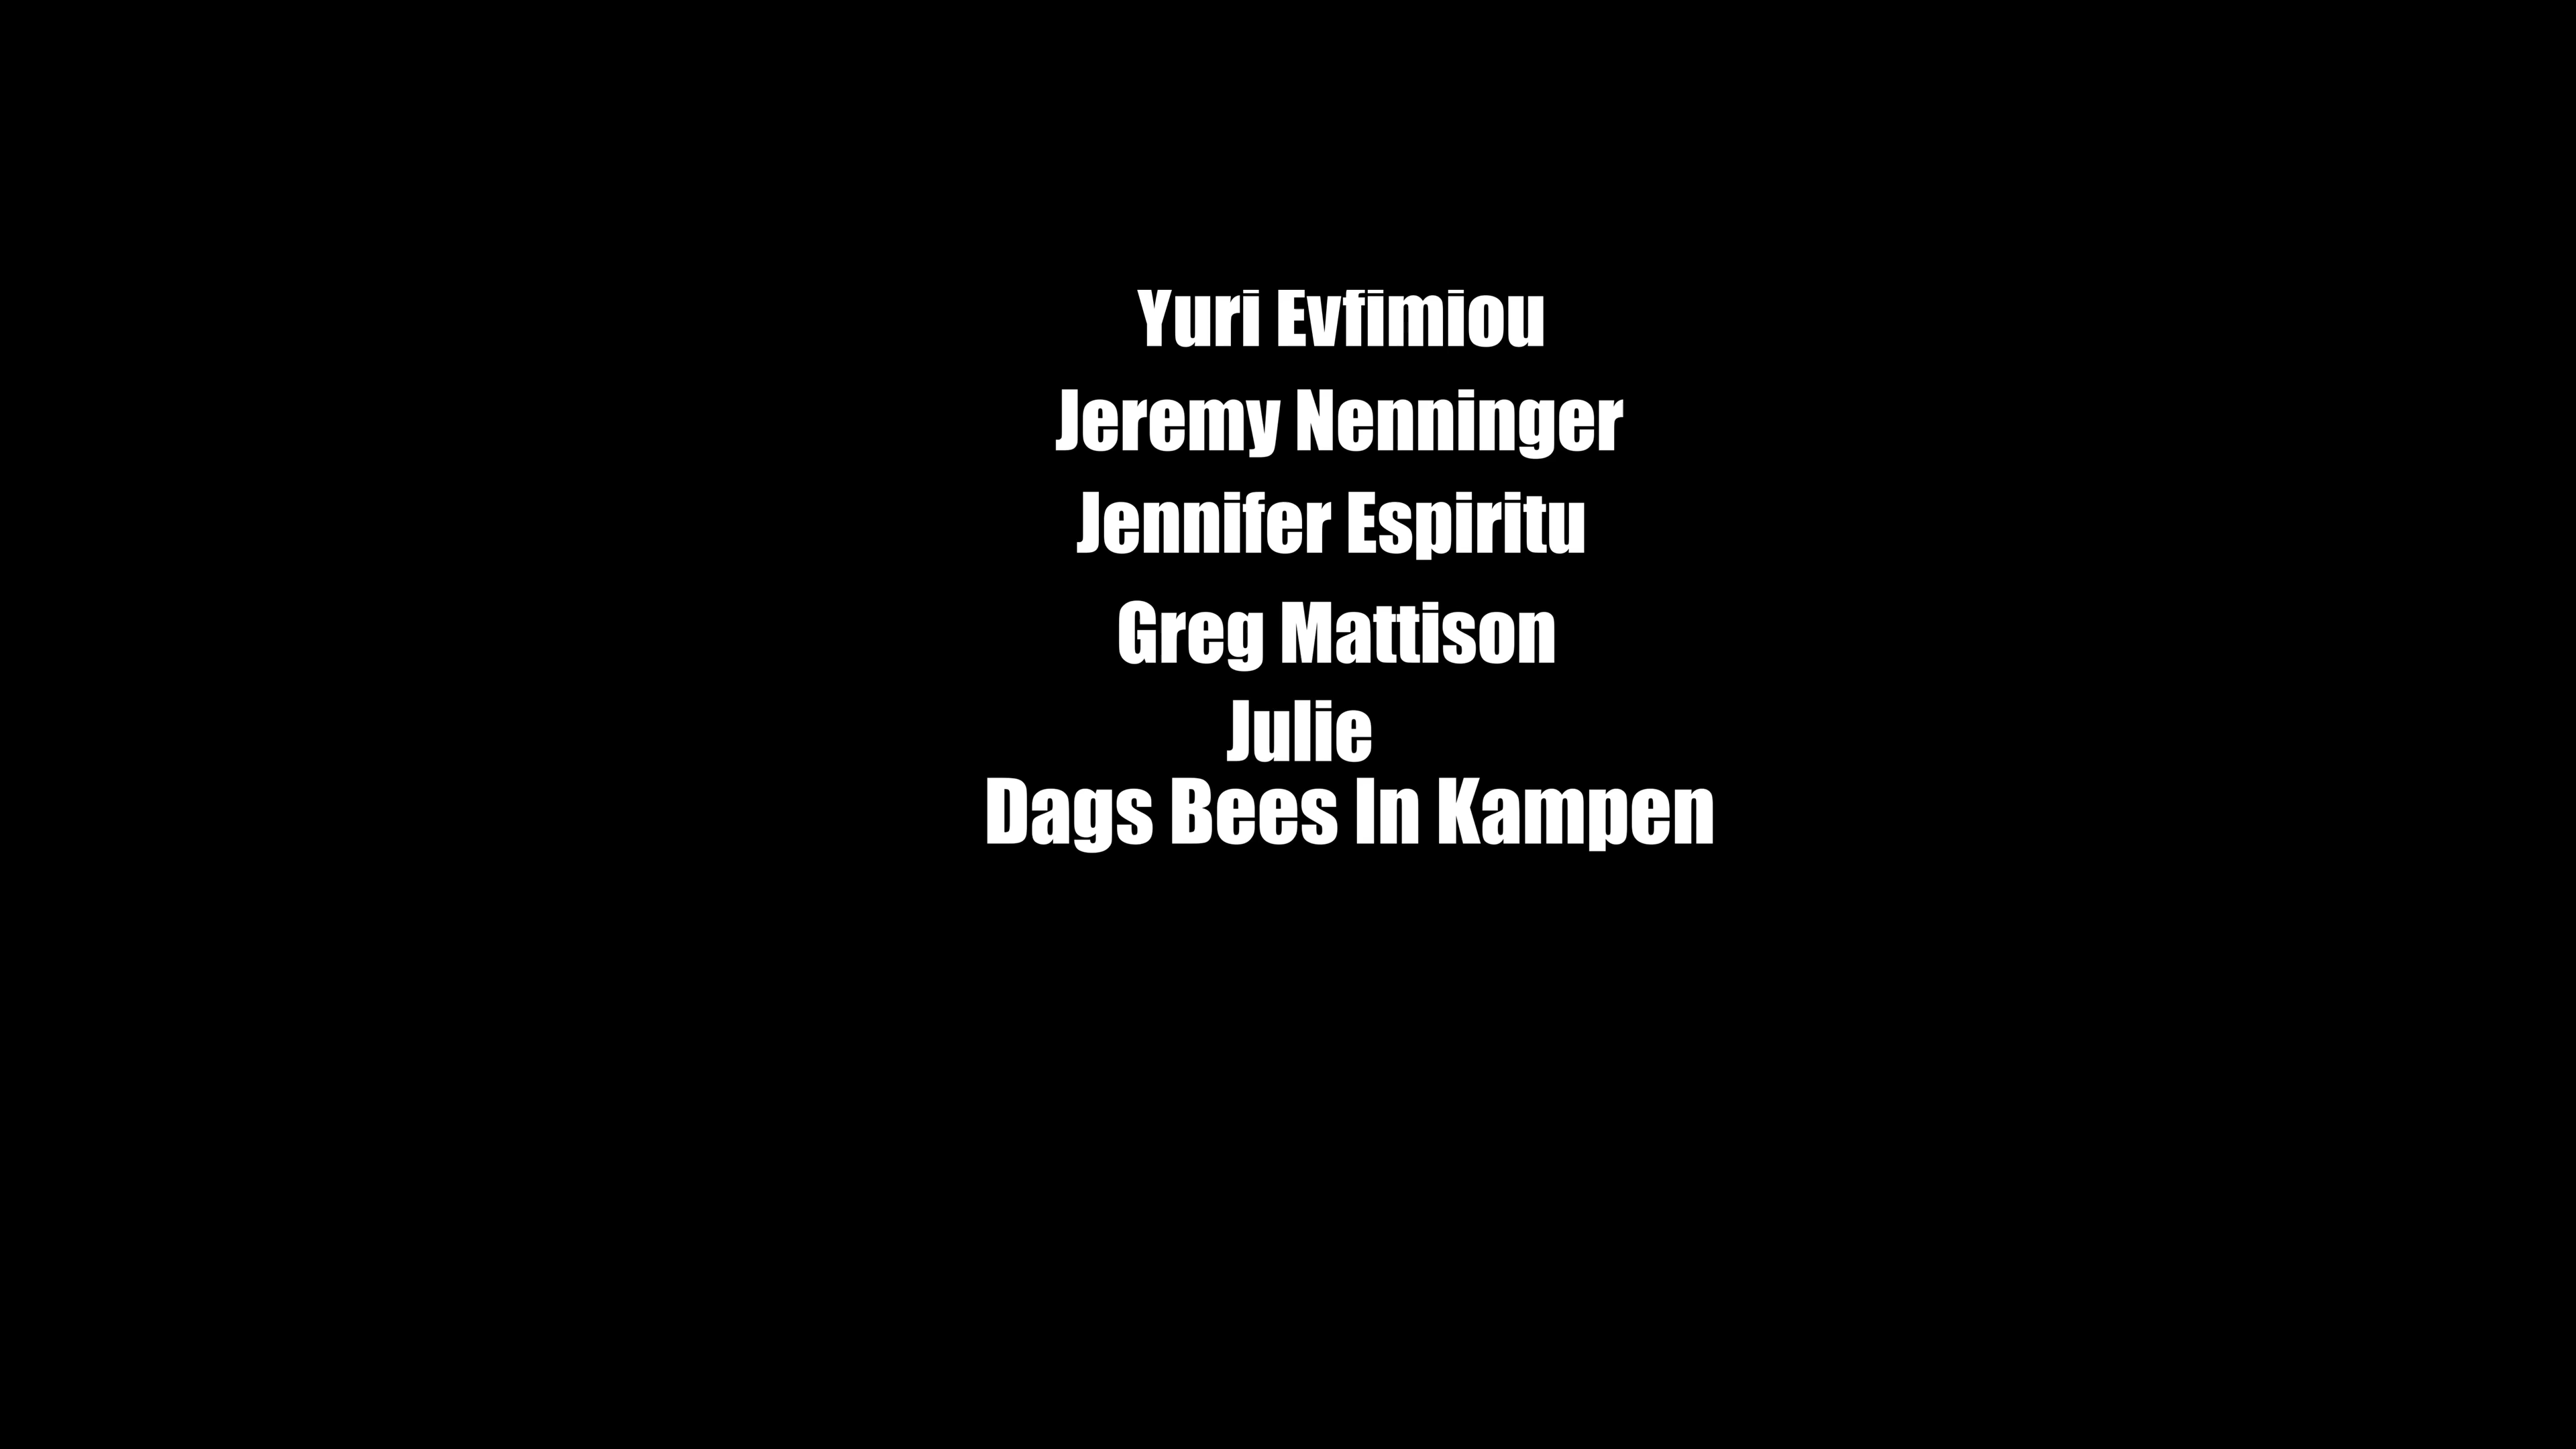 Yuri Evfimiou
Jeremy Nenninger
Jennifer Espiritu
Greg Mattison
Julie
Dags Bees In Kampen